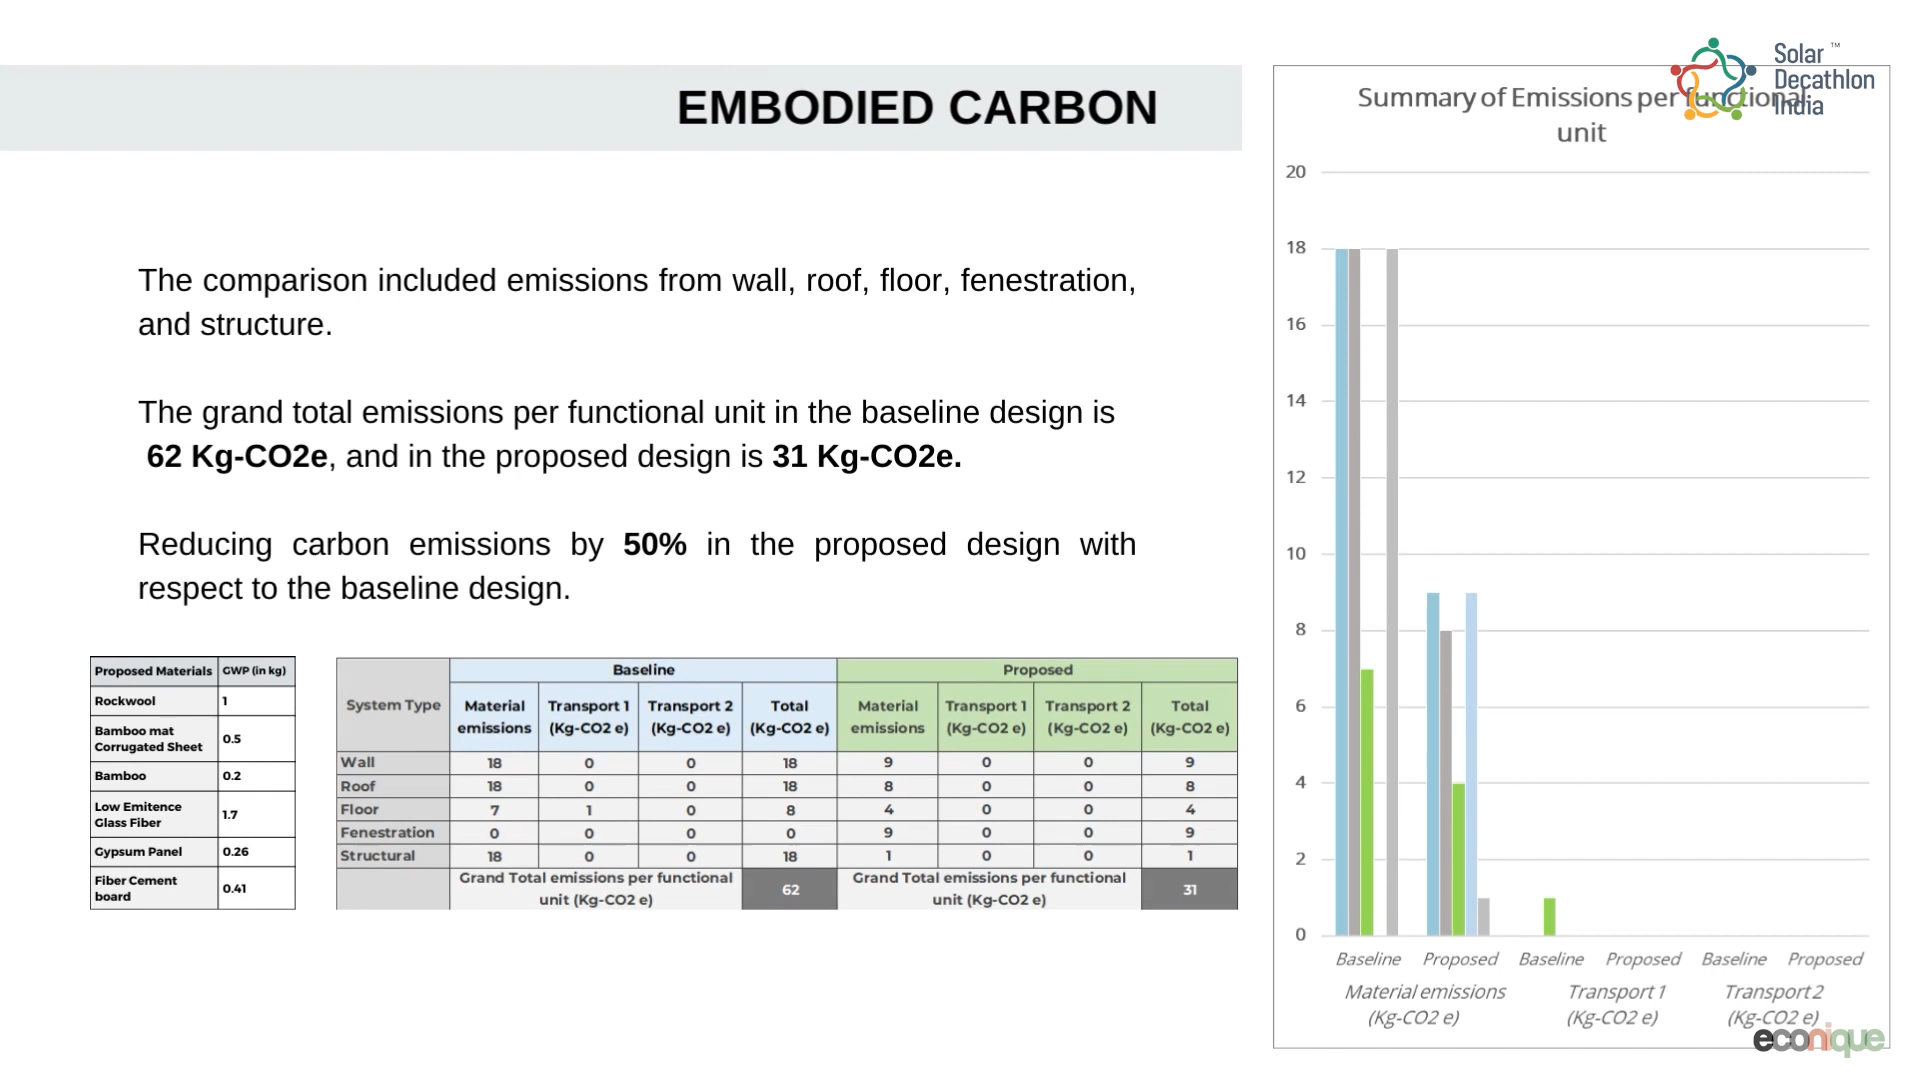 EMBODIED CARBON
The comparison included emissions from wall, roof, floor, fenestration,
and structure.
The grand total emissions per functional unit in the baseline design is
62 Kg-CO2e, and in the proposed design is 31 Kg-CO2e.
Reducing carbon emissions by 50% in the proposed design with
respect to the baseline design.
Proposed Materials GWP (in kg)
Rockwool 1
Bamboo mat
Corrugated Sheet 0.5
Bamboo 0.2
Low Emitence
Glass Fiber 1.7
Gypsum Panel 0.26
Fiber Cement
board 0.41
Baseline Proposed
System Type
Material Transport 1 Transport 2 Total Material Transport 1 Transport 2 Total
emissions (Kg-CO2 e) (Kg-CO2 e) (Kg-CO2 e) emissions (Kg-CO2 e) (Kg-CO2 e) (Kg-CO2 e)
Wall 18 0 0 18 9 0 0 9
Roof 18 0 0 18 8 0 0 8
Floor 7 1 0 8 4 0 0 4
Fenestration 0 0 0 0 9 0 0 9
Structural 18 0 0 18 1 0 0 1
Grand Total emissions per functional
unit (Kg-CO2 e) 62
Grand Total emissions per functional
unit (Kg-CO2 e) 31
Solar ™
Decathlon
India
Summary of Emissions per functional
unit
20
18
16
14
12
10
8
6
4
2
0
Baseline Proposed Baseline Proposed Baseline Proposed
Material emissions Transport 1 Transport 2
(Kg-CO2 e) (Kg-CO2 e) (Kg-CO2 e)
econique